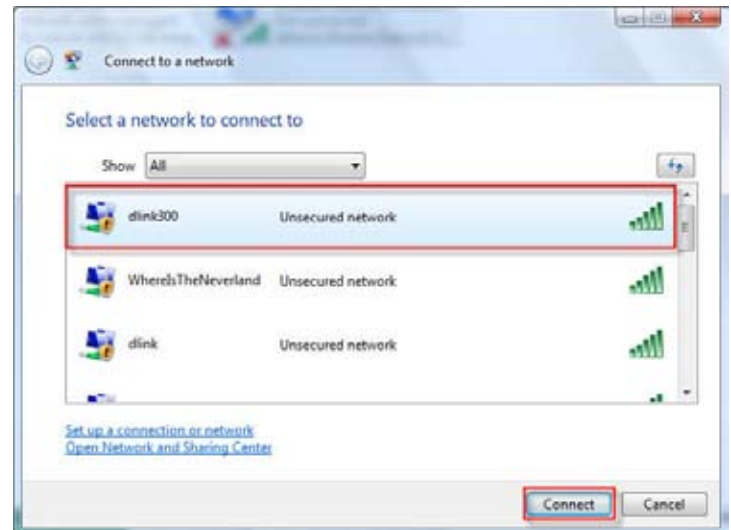 Connect to a network
Select a network to connect to
Show All
dlink300 Unsecured network
WhereIsTheNeverland Unsecured network
dlink Unsecured network
Set up a connection or network
Open Network and Sharing Center
Connect Cancel